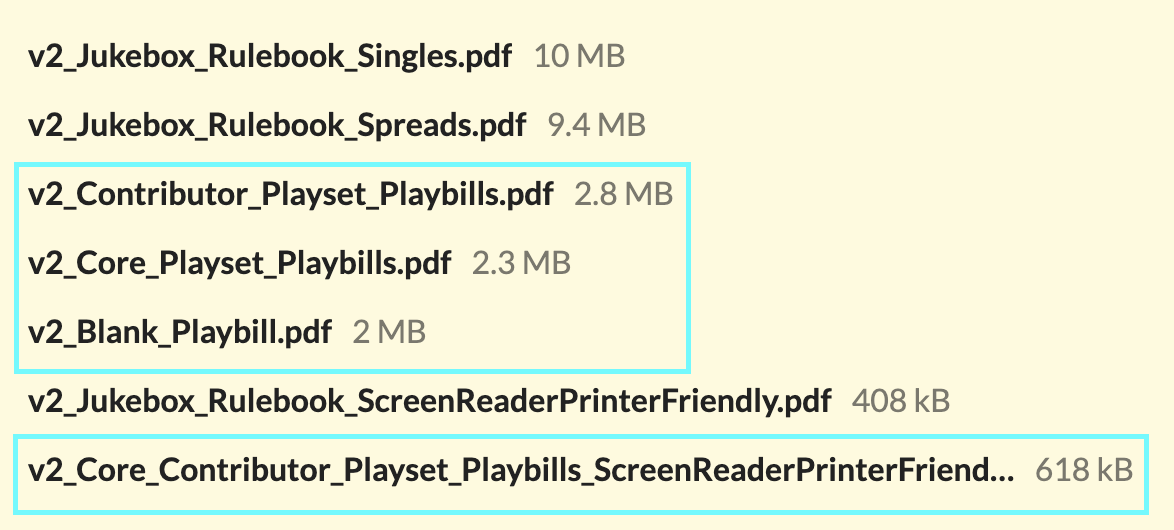 v2_Jukebox_Rulebook_Singles.pdf 10 MB
v2_Jukebox_Rulebook_Spreads.pdf 9.4 MB
v2_Contributor_Playset_Playbills.pdf 2.8 MB
v2_Core_Playset_Playbills.pdf 2.3 MB
v2_Blank_Playbill.pdf 2 MB
v2_Jukebox_Rulebook_ScreenReaderPrinterFriendly.pdf 408 kB
v2_Core_Contributor_Playset_Playbills_ScreenReaderPrinterFriend... 618 kB